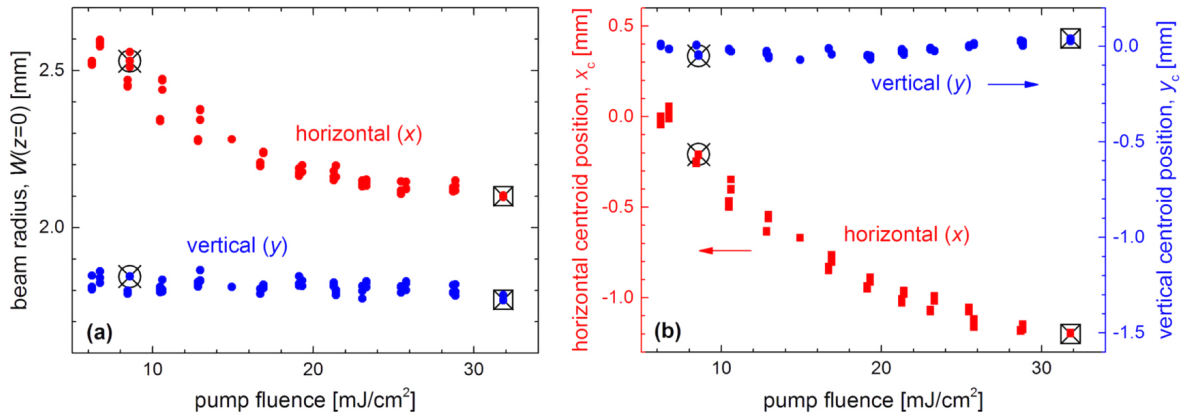 beam radius, W(z=0) [mm]
2.5
2.0
horizontal (x)
vertical (y)
(a)
10
20
30
pump fluence [mJ/cm²]
horizontal centroid position, x_c [mm]
0.5
0.0
-0.5
-1.0
vertical (y)
horizontal (x)
(b)
10
20
30
pump fluence [mJ/cm²]
0.0
-0.5
-1.0
-1.5
vertical centroid position, y_c [mm]